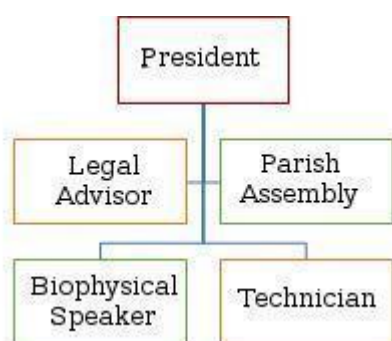 President
Legal
Advisor
Parish
Assembly
Biophysical
Speaker
Technician